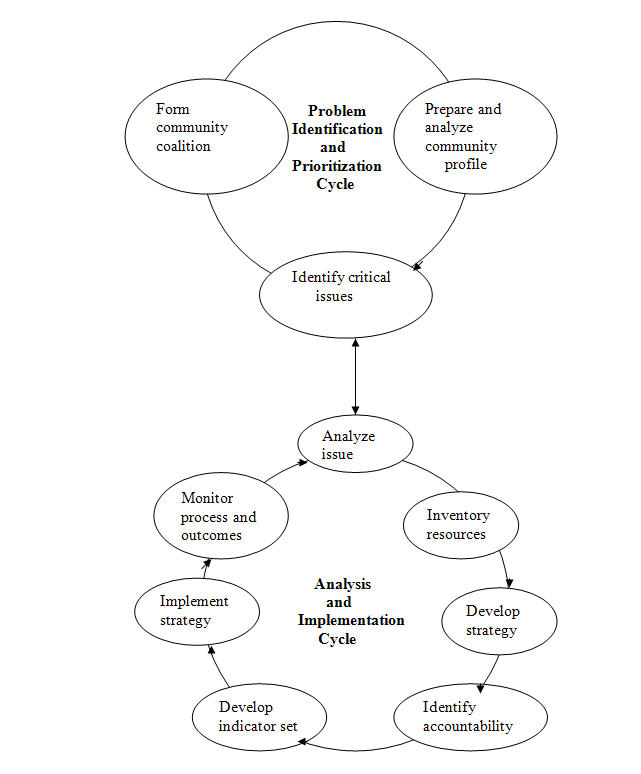 Form
community
coalition
Problem
Identification
and
Prioritization
Cycle
Prepare and
analyze
community
profile
Identify critical
issues
Analyze
issue
Monitor
process and
outcomes
Inventory
resources
Analysis
and
Implementation
Cycle
Implement
strategy
Develop
strategy
Develop
indicator set
Identify
accountability